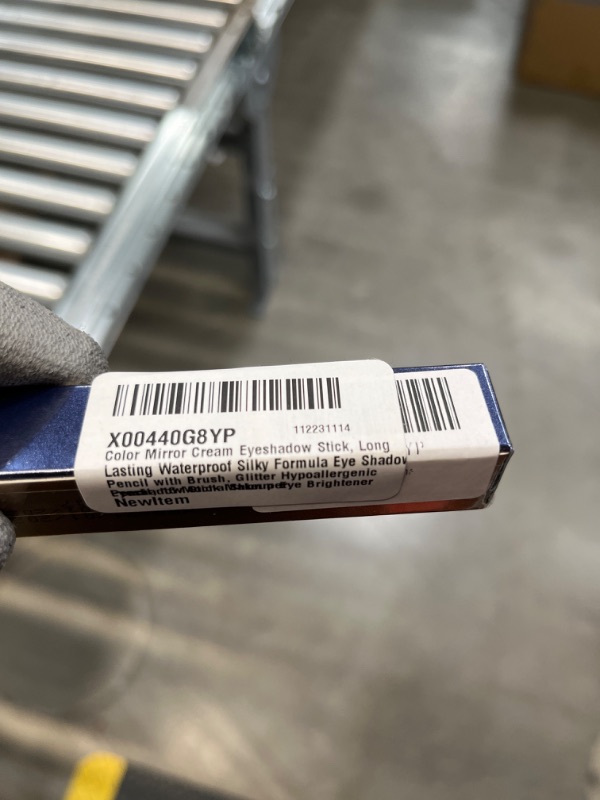 X00440G8YP
112231114
Color Mirror Cream Eyeshadow Stick, Long
Lasting Waterproof Silky Formula Eye Shadow
Pencil with Brush, Glitter Hypoallergenic
Eye Brightener
NewItem
YP